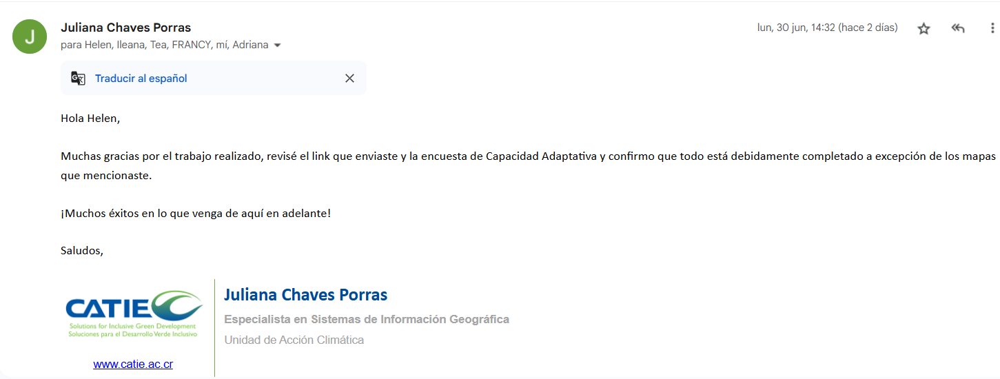 J
Juliana Chaves Porras
lun, 30 jun, 14:32 (hace 2 días)
para Helen, Ileana, Tea, FRANCY, mí, Adriana
Traducir al español
Hola Helen,
Muchas gracias por el trabajo realizado, revisé el link que enviaste y la encuesta de Capacidad Adaptativa y confirmo que todo está debidamente completado a excepción de los mapas
que mencionaste.
¡Muchos éxitos en lo que venga de aquí en adelante!
Saludos,
CATIE
Solutions for Inclusive Green Development
Soluciones para el Desarrollo Verde Inclusivo
www.catie.ac.cr
Juliana Chaves Porras
Especialista en Sistemas de Información Geográfica
Unidad de Acción Climática